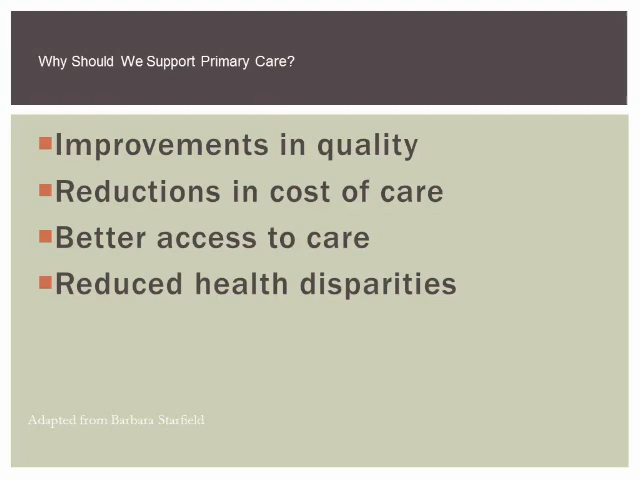 Why Should We Support Primary Care?
Improvements in quality
Reductions in cost of care
Better access to care
Reduced health disparities
Adapted from Barbara Starfield